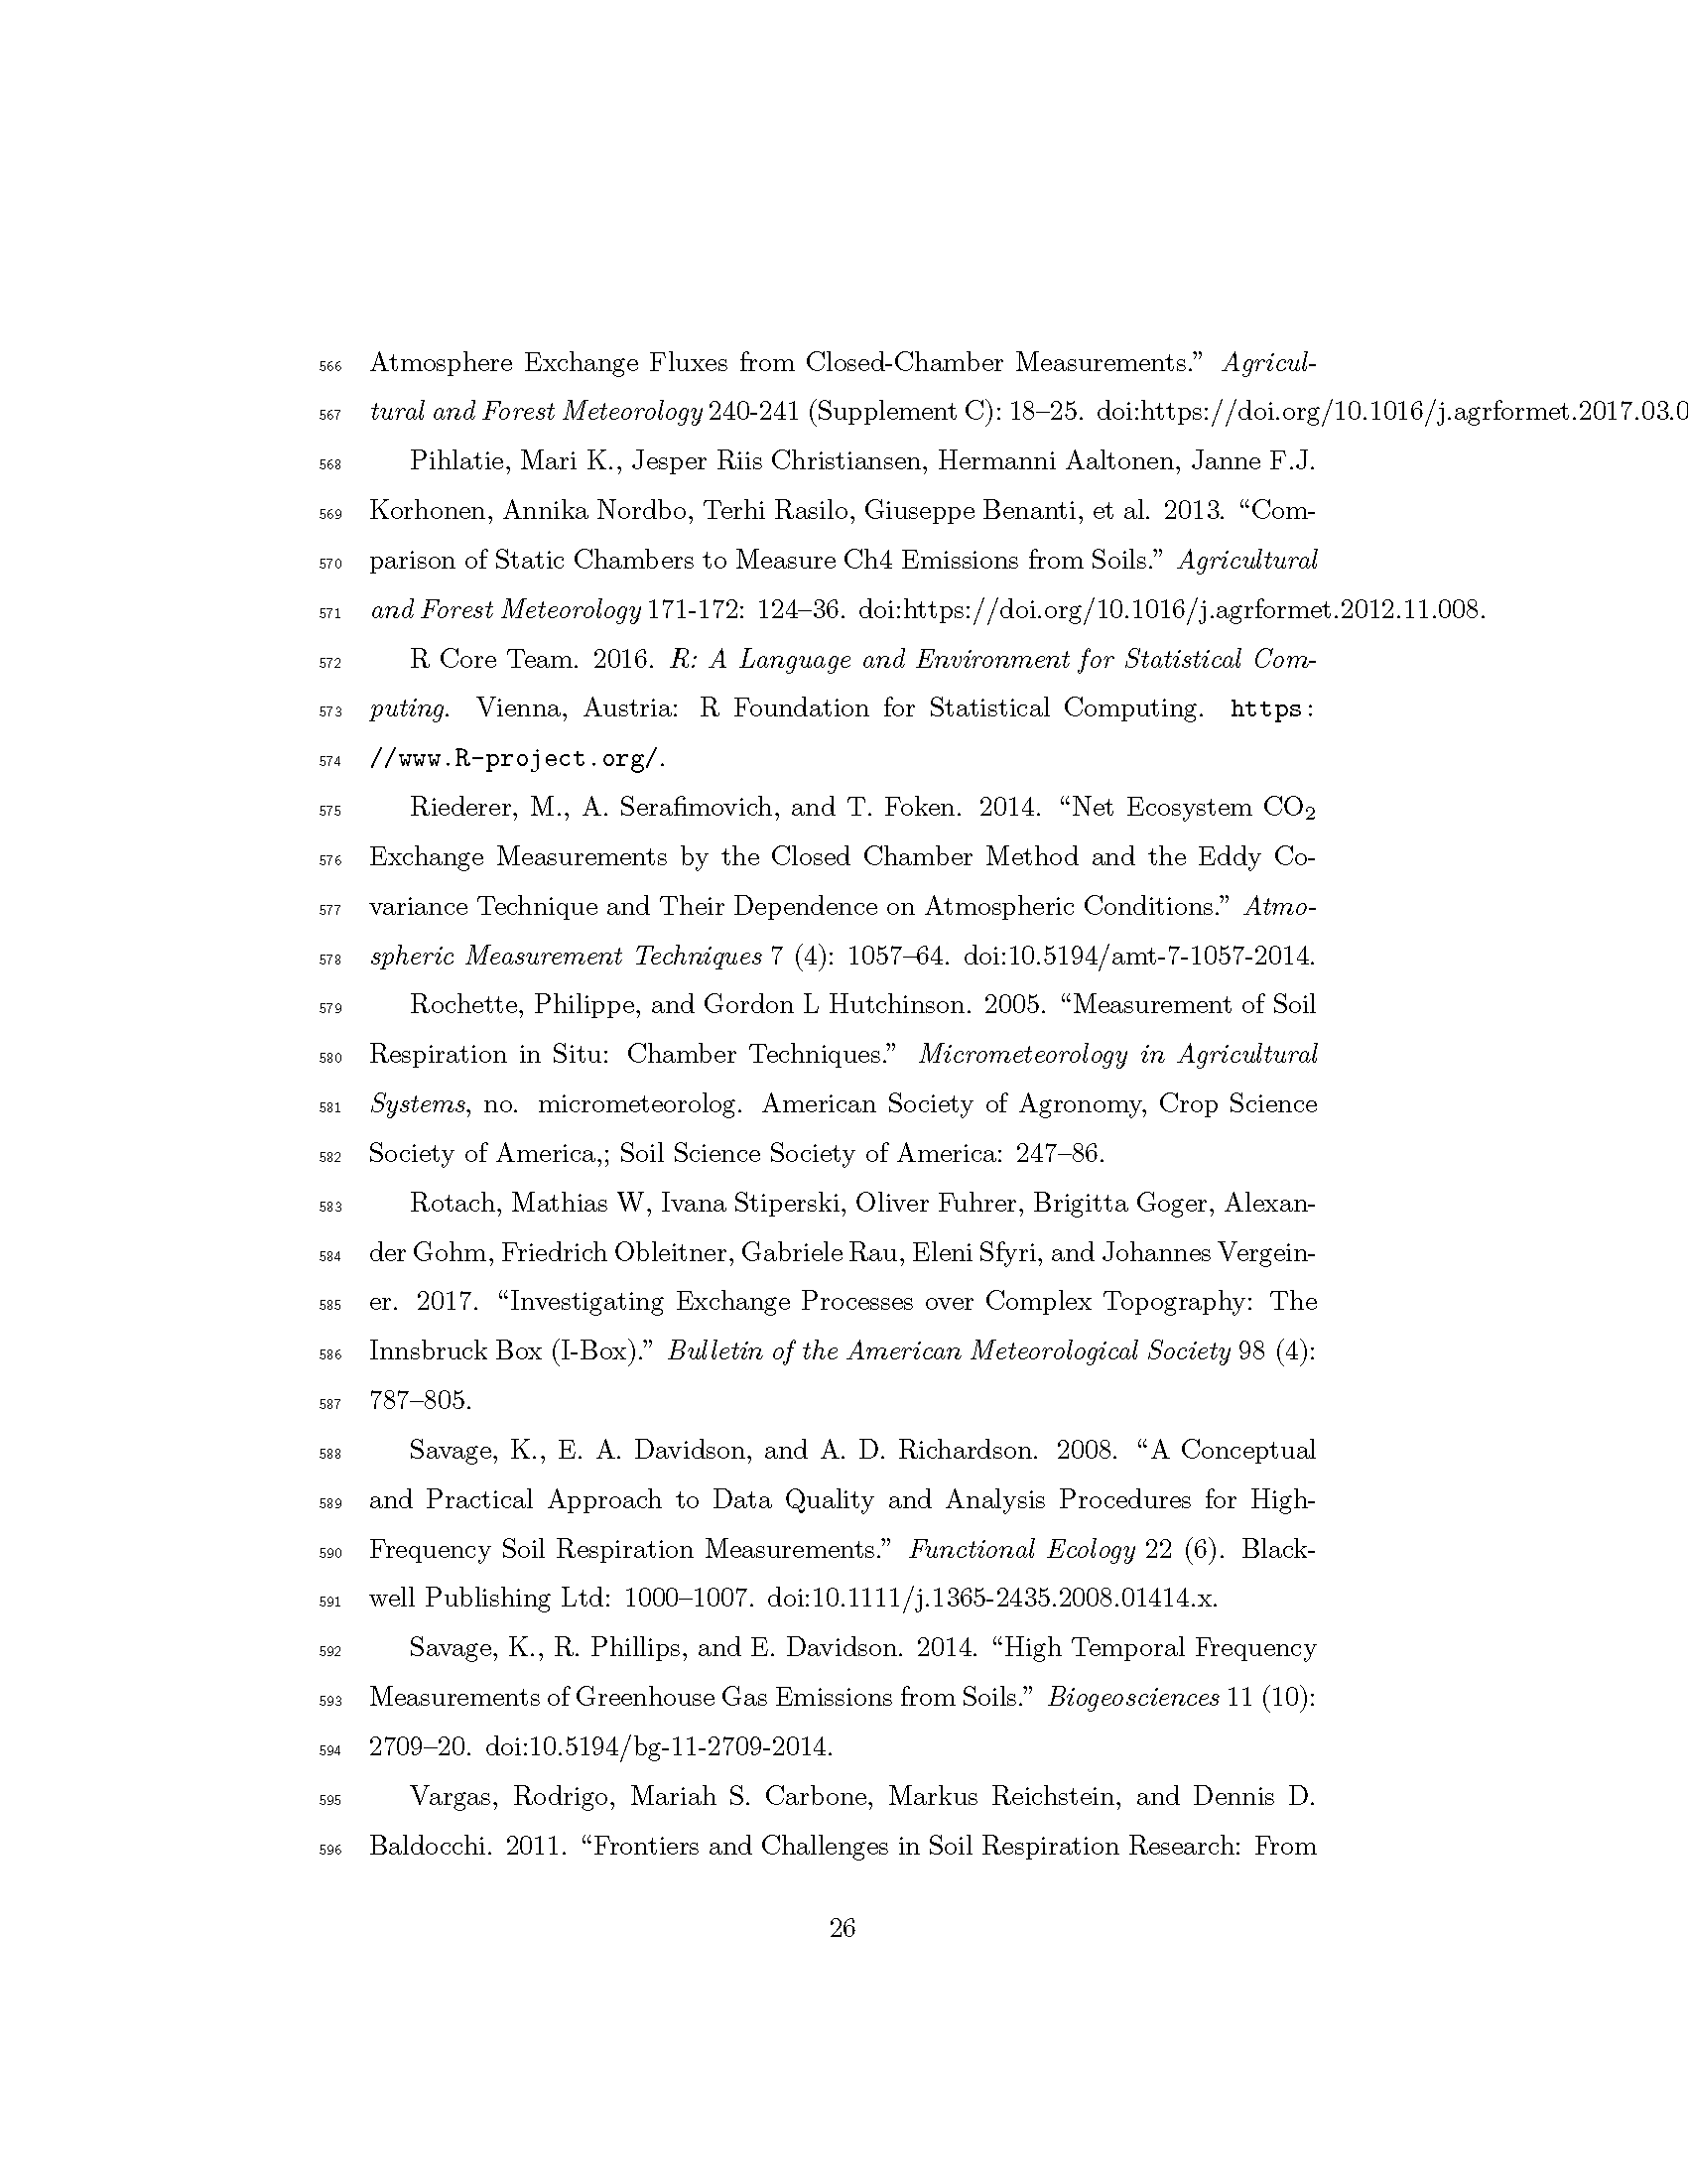 566 Atmosphere Exchange Fluxes from Closed-Chamber Measurements.” Agricul-
567 tural and Forest Meteorology 240-241 (Supplement C): 18–25. doi:https://doi.org/10.1016/j.agrformet.2017.03.0
568 Pihlatie, Mari K., Jesper Riis Christiansen, Hermanni Aaltonen, Janne F.J.
569 Korhonen, Annika Nordbo, Terhi Rasilo, Giuseppe Benanti, et al. 2013. “Com-
570 parison of Static Chambers to Measure Ch4 Emissions from Soils.” Agricultural
571 and Forest Meteorology 171-172: 124–36. doi:https://doi.org/10.1016/j.agrformet.2012.11.008.
572 R Core Team. 2016. R: A Language and Environment for Statistical Com-
573 puting. Vienna, Austria: R Foundation for Statistical Computing. https:
574 //www.R-project.org/.
575 Riederer, M., A. Serafimovich, and T. Foken. 2014. “Net Ecosystem CO₂
576 Exchange Measurements by the Closed Chamber Method and the Eddy Co-
577 variance Technique and Their Dependence on Atmospheric Conditions.” Atmo-
578 spheric Measurement Techniques 7 (4): 1057–64. doi:10.5194/amt-7-1057-2014.
579 Rochette, Philippe, and Gordon L Hutchinson. 2005. “Measurement of Soil
580 Respiration in Situ: Chamber Techniques.” Micrometeorology in Agricultural
581 Systems, no. micrometeorolog. American Society of Agronomy, Crop Science
582 Society of America,; Soil Science Society of America: 247–86.
583 Rotach, Mathias W, Ivana Stiperski, Oliver Fuhrer, Brigitta Goger, Alexan-
584 der Gohm, Friedrich Obleitner, Gabriele Rau, Eleni Sfyri, and Johannes Vergein-
585 er. 2017. “Investigating Exchange Processes over Complex Topography: The
586 Innsbruck Box (I-Box).” Bulletin of the American Meteorological Society 98 (4):
587 787–805.
588 Savage, K., E. A. Davidson, and A. D. Richardson. 2008. “A Conceptual
589 and Practical Approach to Data Quality and Analysis Procedures for High-
590 Frequency Soil Respiration Measurements.” Functional Ecology 22 (6). Black-
591 well Publishing Ltd: 1000–1007. doi:10.1111/j.1365-2435.2008.01414.x.
592 Savage, K., R. Phillips, and E. Davidson. 2014. “High Temporal Frequency
593 Measurements of Greenhouse Gas Emissions from Soils.” Biogeosciences 11 (10):
594 2709–20. doi:10.5194/bg-11-2709-2014.
595 Vargas, Rodrigo, Mariah S. Carbone, Markus Reichstein, and Dennis D.
596 Baldocchi. 2011. “Frontiers and Challenges in Soil Respiration Research: From
26